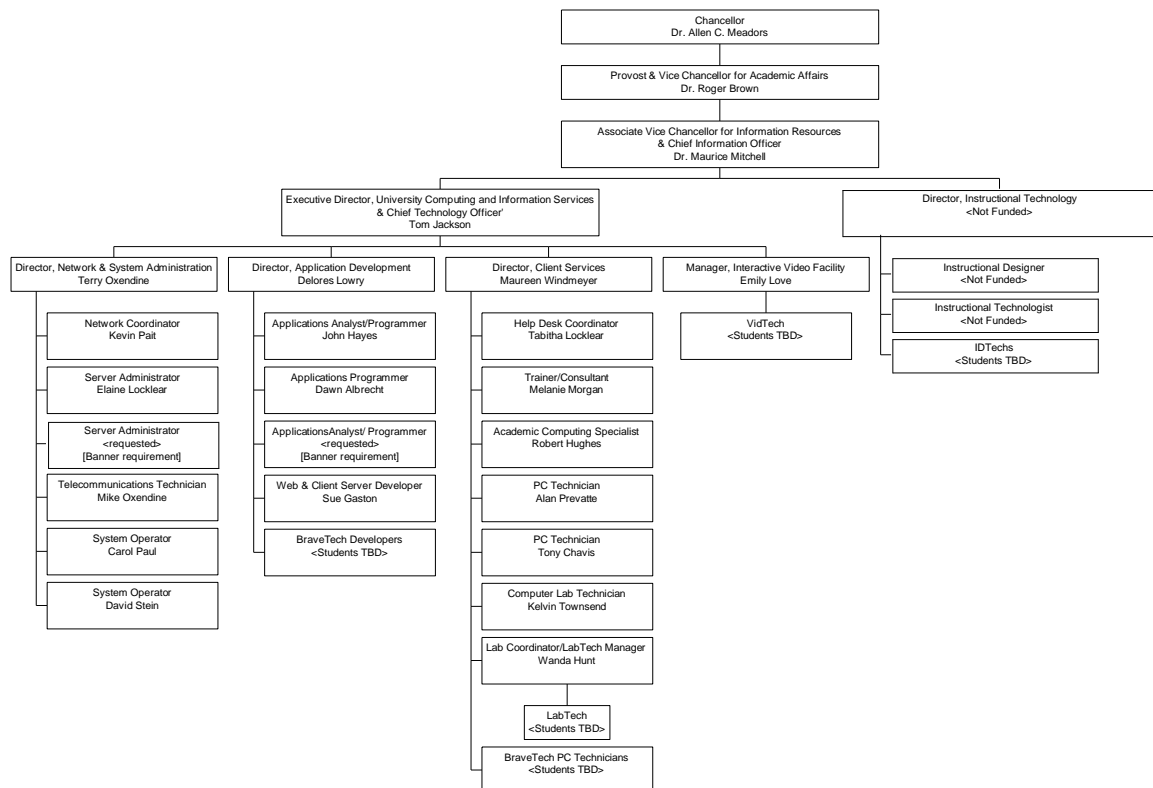 Chancellor
Dr. Allen C. Meadors
Provost & Vice Chancellor for Academic Affairs
Dr. Roger Brown
Associate Vice Chancellor for Information Resources
& Chief Information Officer
Dr. Maurice Mitchell
Executive Director, University Computing and Information Services
& Chief Technology Officer'
Tom Jackson
Director, Instructional Technology
<Not Funded>
Director, Network & System Administration
Terry Oxendine
Network Coordinator
Kevin Pait
Server Administrator
Elaine Locklear
Server Administrator
<requested>
[Banner requirement]
Telecommunications Technician
Mike Oxendine
System Operator
Carol Paul
System Operator
David Stein
Director, Application Development
Delores Lowry
Applications Analyst/Programmer
John Hayes
Applications Programmer
Dawn Albrecht
ApplicationsAnalyst/ Programmer
<requested>
[Banner requirement]
Web & Client Server Developer
Sue Gaston
BraveTech Developers
<Students TBD>
Director, Client Services
Maureen Windmeyer
Help Desk Coordinator
Tabitha Locklear
Trainer/Consultant
Melanie Morgan
Academic Computing Specialist
Robert Hughes
PC Technician
Alan Prevatte
PC Technician
Tony Chavis
Computer Lab Technician
Kelvin Townsend
Lab Coordinator/LabTech Manager
Wanda Hunt
LabTech
<Students TBD>
BraveTech PC Technicians
<Students TBD>
Manager, Interactive Video Facility
Emily Love
VidTech
<Students TBD>
Instructional Designer
<Not Funded>
Instructional Technologist
<Not Funded>
IDTechs
<Students TBD>